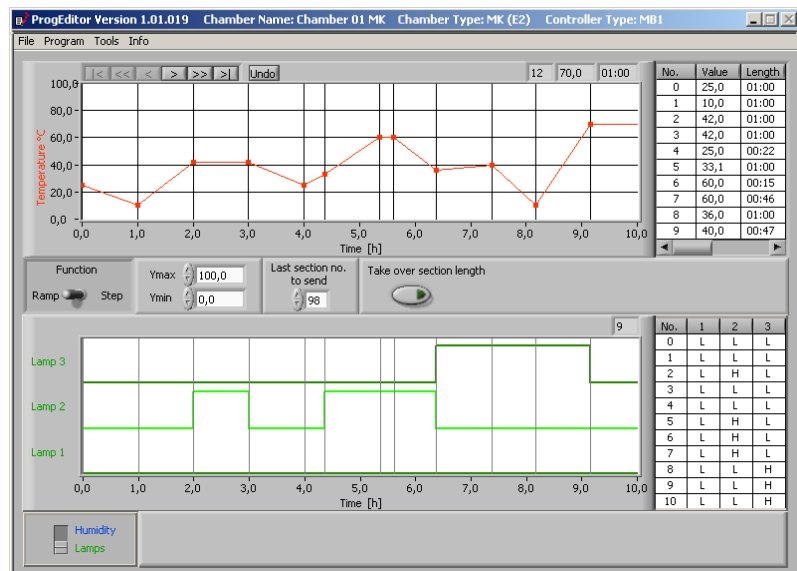 ProgEditor Version 1.01.019 Chamber Name: Chamber 01 MK Chamber Type: MK (E2) Controller Type: MB1
File Program Tools Info
|< << < > >> >| Undo 12 70,0 01:00
100,0
80,0
60,0
40,0
20,0
0,0
Temperature °C
0,0 1,0 2,0 3,0 4,0 5,0 6,0 7,0 8,0 9,0 10,0
Time [h]
No. Value Length
0 25,0 01:00
1 10,0 01:00
2 42,0 01:00
3 42,0 01:00
4 25,0 00:22
5 33,1 01:00
6 60,0 00:15
7 60,0 00:46
8 36,0 01:00
9 40,0 00:47
Function
Ramp Step
Ymax 100,0
Ymin 0,0
Last section no.
to send
98
Take over section length
9
Lamp 3
Lamp 2
Lamp 1
0,0 1,0 2,0 3,0 4,0 5,0 6,0 7,0 8,0 9,0 10,0
Time [h]
No. 1 2 3
0 L L L
1 L L L
2 L H L
3 L L L
4 L L L
5 L H L
6 L H L
7 L H L
8 L L H
9 L L H
10 L L H
Humidity
Lamps